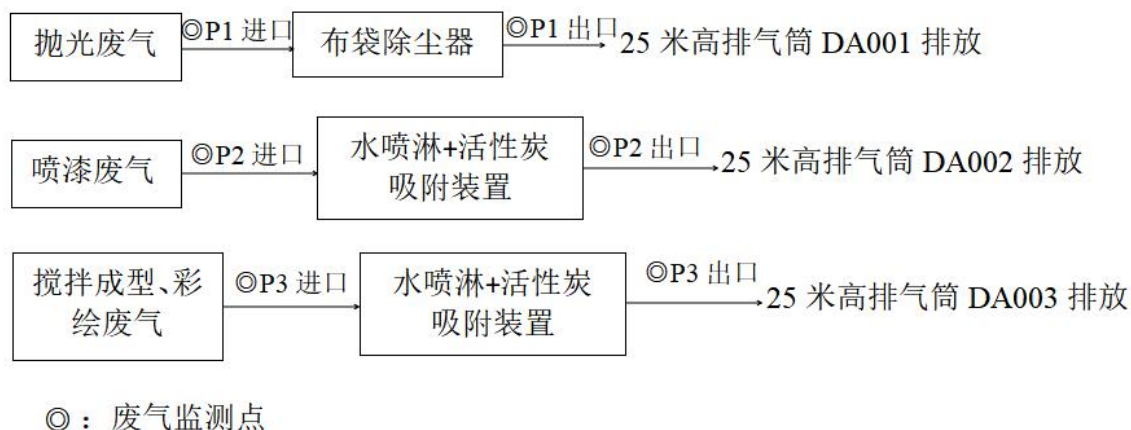 抛光废气 ◎P1 进口 布袋除尘器 ◎P1 出口 25 米高排气筒 DA001 排放
喷漆废气 ◎P2 进口 水喷淋+活性炭 ◎P2 出口 25 米高排气筒 DA002 排放
吸附装置
搅拌成型、彩 ◎P3 进口 水喷淋+活性炭 ◎P3 出口 25 米高排气筒 DA003 排放
绘废气 吸附装置
◎：废气监测点